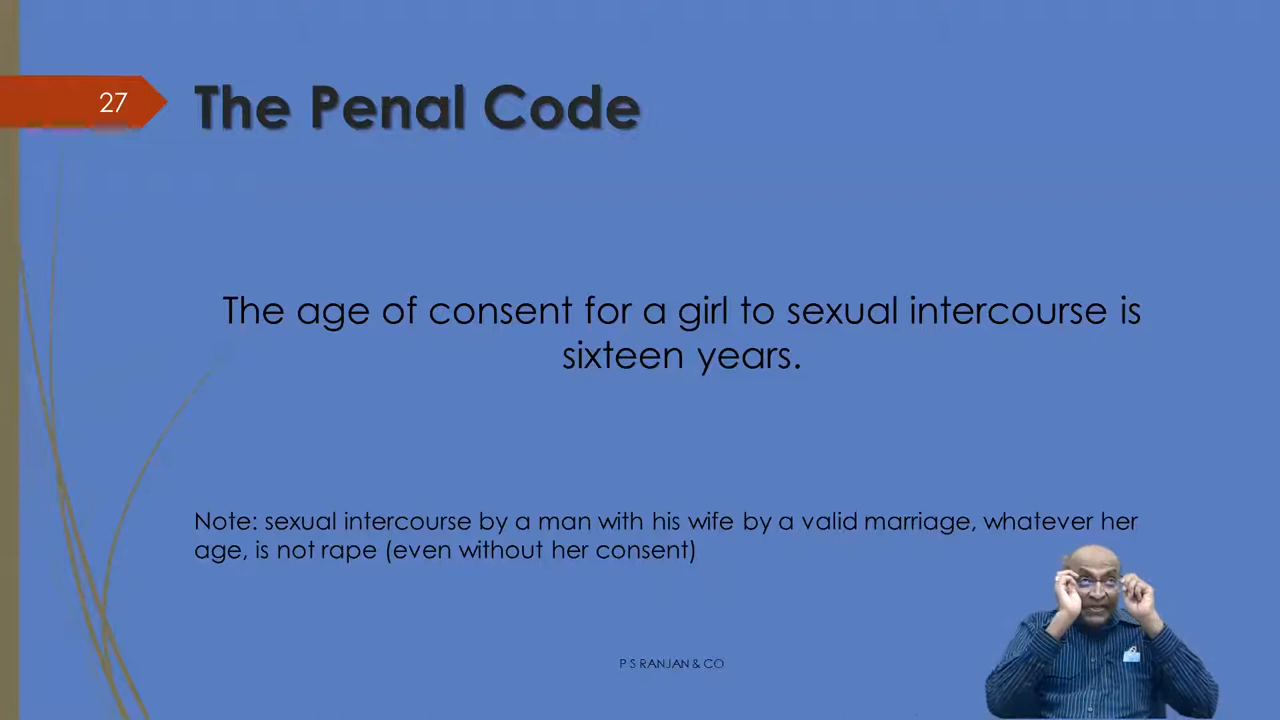 27
The Penal Code
The age of consent for a girl to sexual intercourse is
sixteen years.
Note: sexual intercourse by a man with his wife by a valid marriage, whatever her
age, is not rape (even without her consent)
P S RANJAN & CO